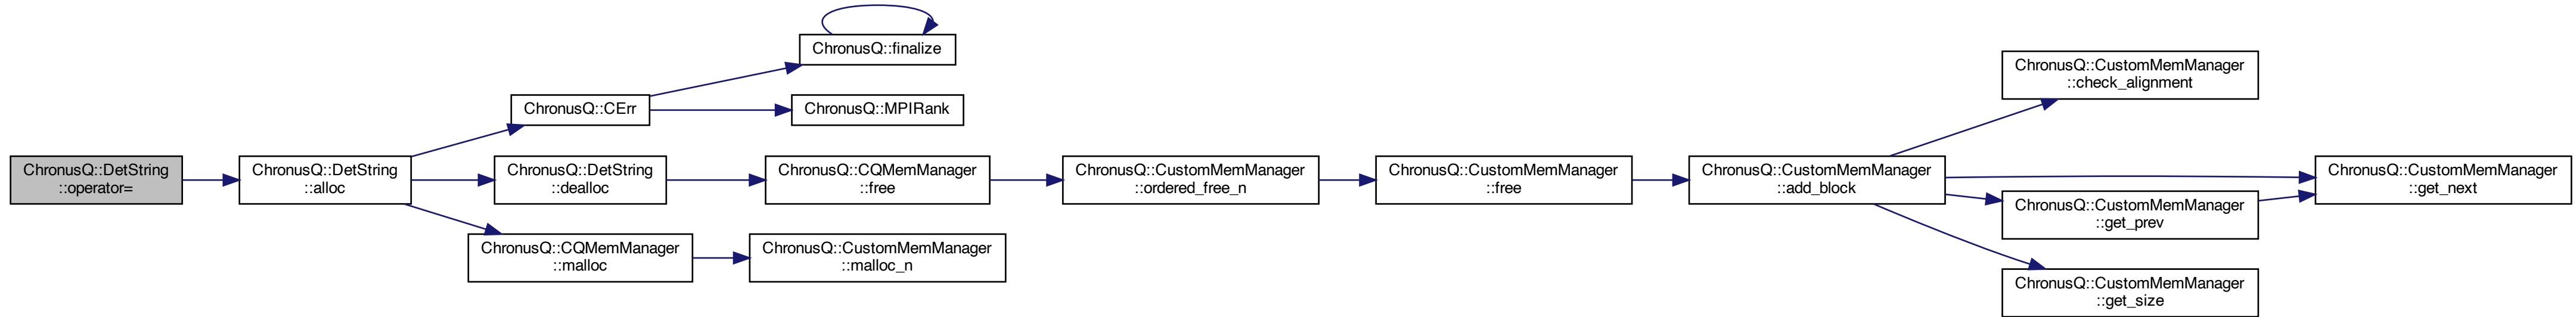 ChronusQ::DetString
::operator=
ChronusQ::DetString
::alloc
ChronusQ::CErr
ChronusQ::finalize
ChronusQ::MPIRank
ChronusQ::DetString
::dealloc
ChronusQ::CQMemManager
::free
ChronusQ::CustomMemManager
::ordered_free_n
ChronusQ::CustomMemManager
::free
ChronusQ::CustomMemManager
::add_block
ChronusQ::CustomMemManager
::check_alignment
ChronusQ::CustomMemManager
::get_next
ChronusQ::CustomMemManager
::get_prev
ChronusQ::CustomMemManager
::get_size
ChronusQ::CQMemManager
::malloc
ChronusQ::CustomMemManager
::malloc_n